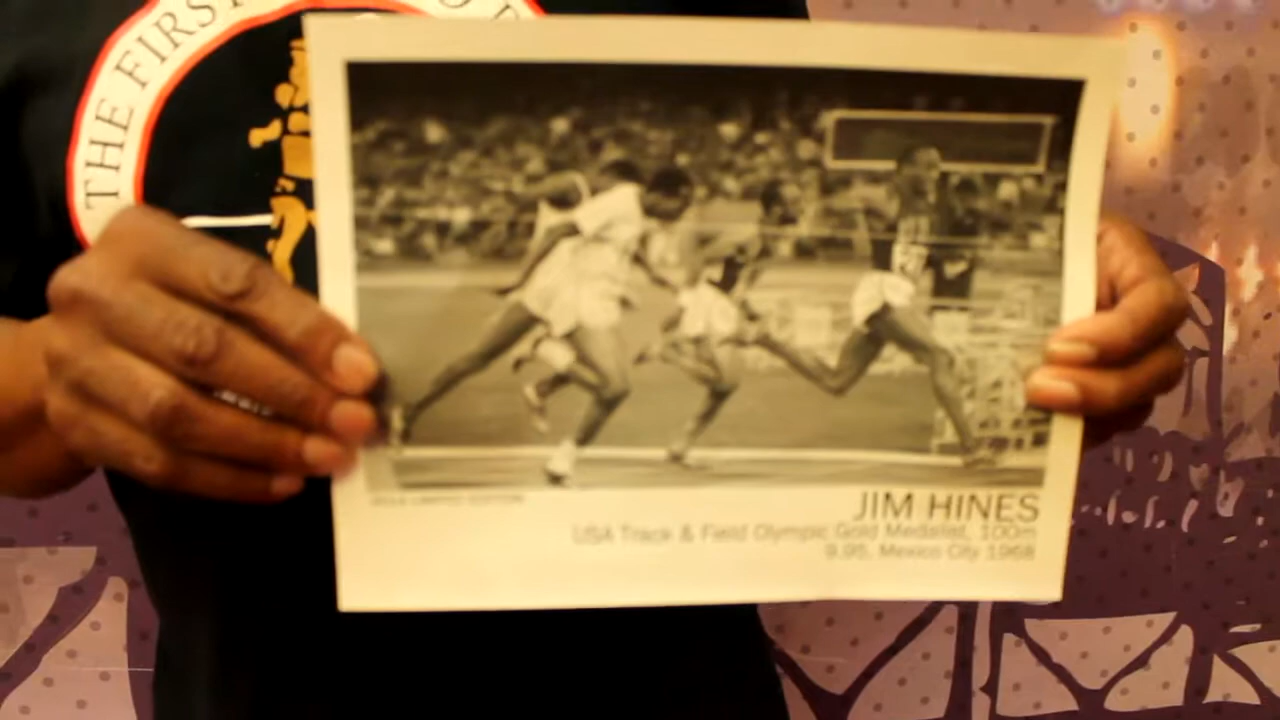 THE FIRST
JIM HINES
USA Track & Field Olympic Gold Medalist, 100m
9.95, Mexico City 1968